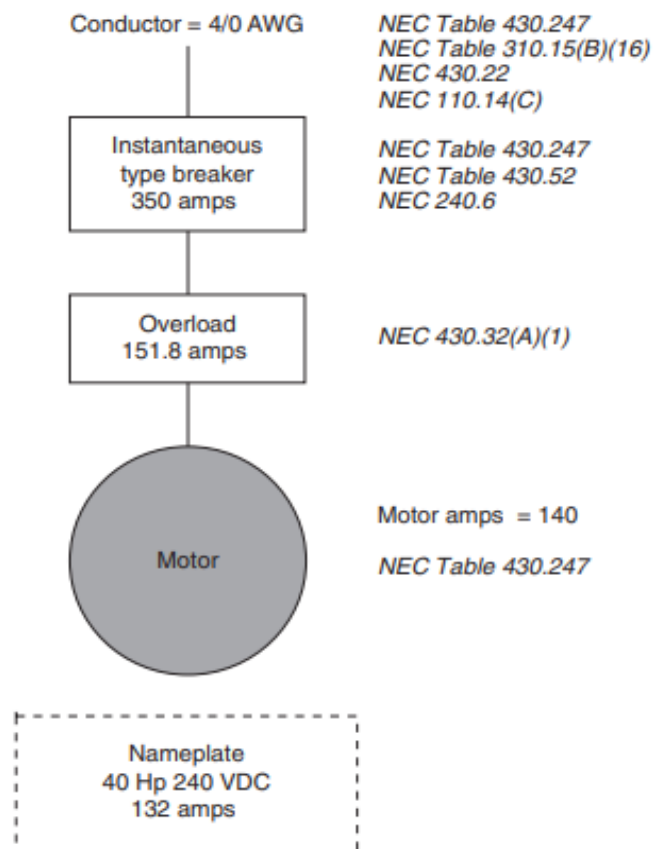 Conductor = 4/0 AWG
NEC Table 430.247
NEC Table 310.15(B)(16)
NEC 430.22
NEC 110.14(C)
Instantaneous
type breaker
350 amps
NEC Table 430.247
NEC Table 430.52
NEC 240.6
Overload
151.8 amps
NEC 430.32(A)(1)
Motor
Motor amps = 140
NEC Table 430.247
Nameplate
40 Hp 240 VDC
132 amps